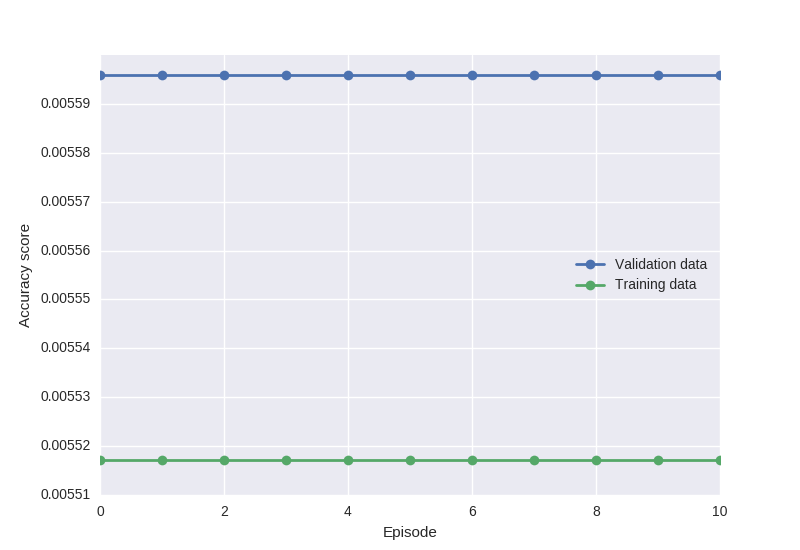 0.00559
0.00558
0.00557
0.00556
0.00555
0.00554
0.00553
0.00552
0.00551
Accuracy score
Validation data
Training data
0 2 4 6 8 10
Episode